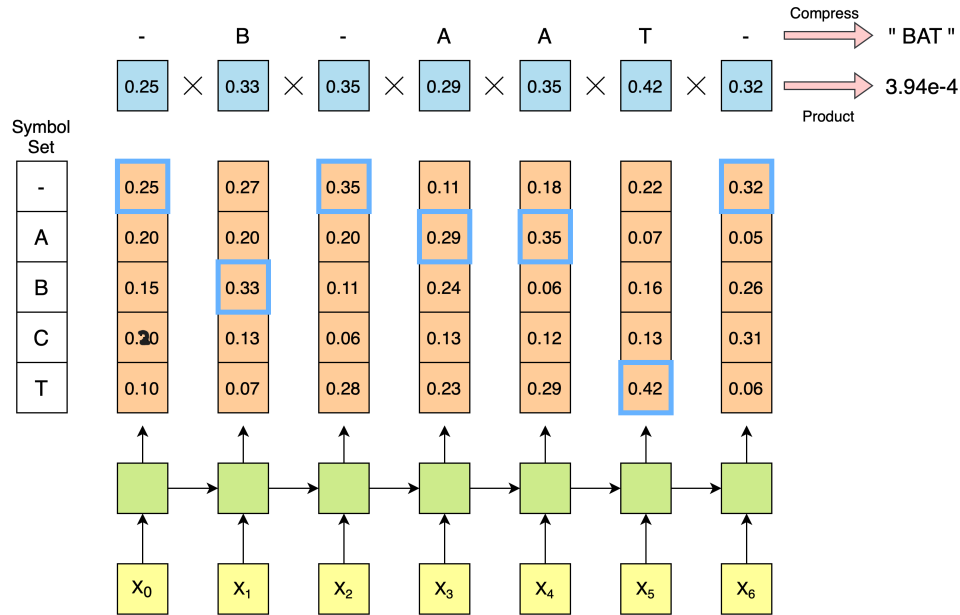 - B - A A T - Compress " BAT "
0.25 × 0.33 × 0.35 × 0.29 × 0.35 × 0.42 × 0.32 3.94e-4
Product
Symbol
Set
- 0.25 0.27 0.35 0.11 0.18 0.22 0.32
A 0.20 0.20 0.20 0.29 0.35 0.07 0.05
B 0.15 0.33 0.11 0.24 0.06 0.16 0.26
C 0.13 0.06 0.13 0.12 0.13 0.31
T 0.10 0.07 0.28 0.23 0.29 0.42 0.06
X0 X1 X2 X3 X4 X5 X6